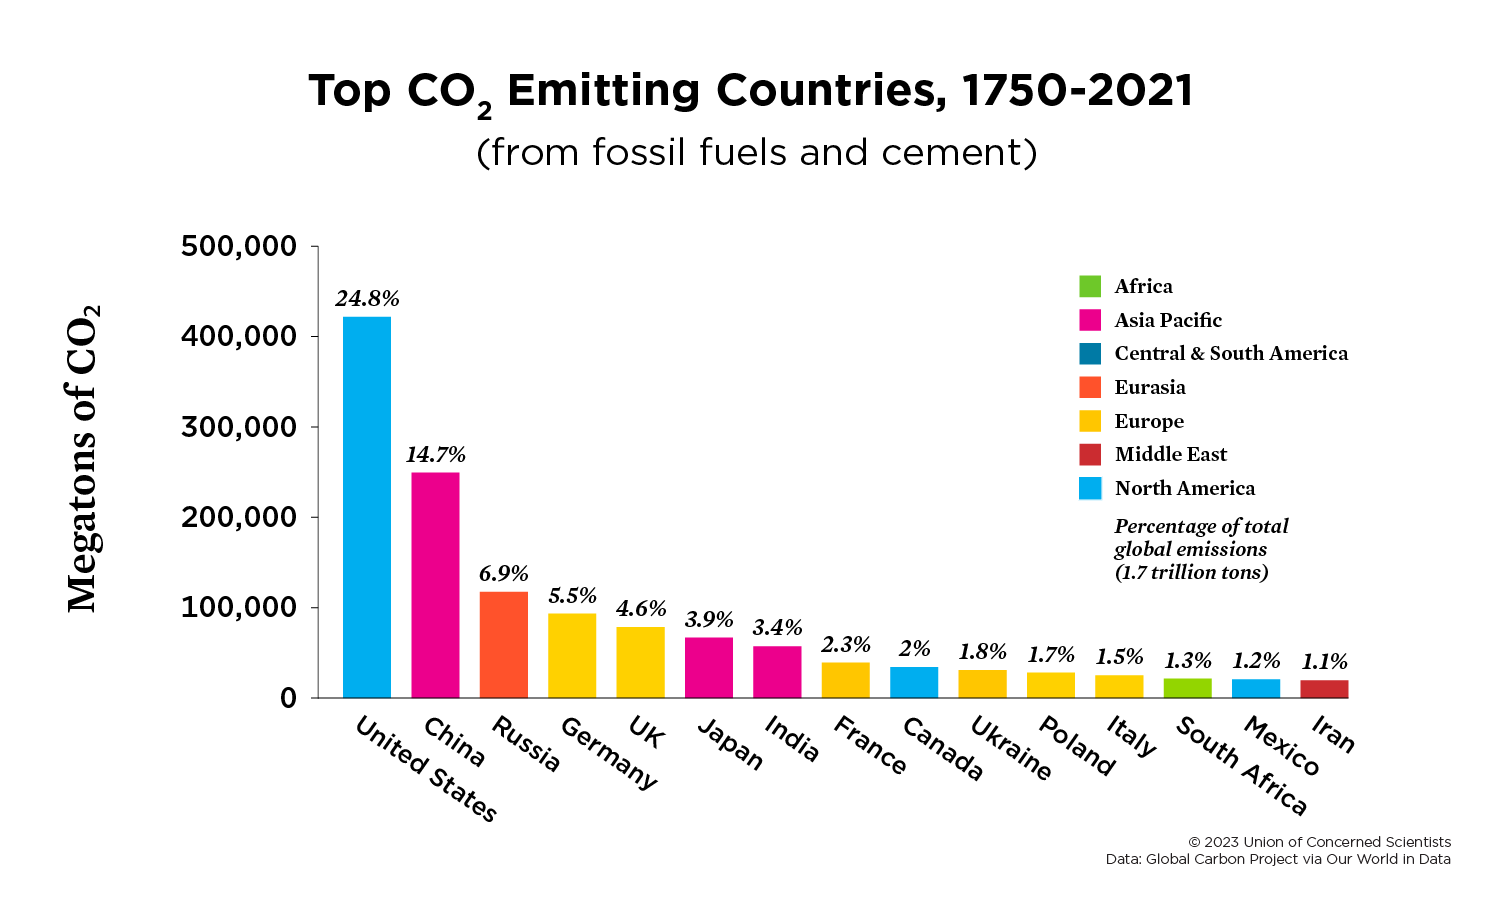 Top CO₂ Emitting Countries, 1750-2021
(from fossil fuels and cement)
Megatons of CO₂
500,000
400,000
300,000
200,000
100,000
0
24.8%
14.7%
6.9%
5.5%
4.6%
3.9%
3.4%
2.3%
2%
1.8%
1.7%
1.5%
1.3%
1.2%
1.1%
United States
China
Russia
Germany
UK
Japan
India
France
Canada
Ukraine
Poland
Italy
South Africa
Mexico
Iran
Africa
Asia Pacific
Central & South America
Eurasia
Europe
Middle East
North America
Percentage of total
global emissions
(1.7 trillion tons)
© 2023 Union of Concerned Scientists
Data: Global Carbon Project via Our World in Data